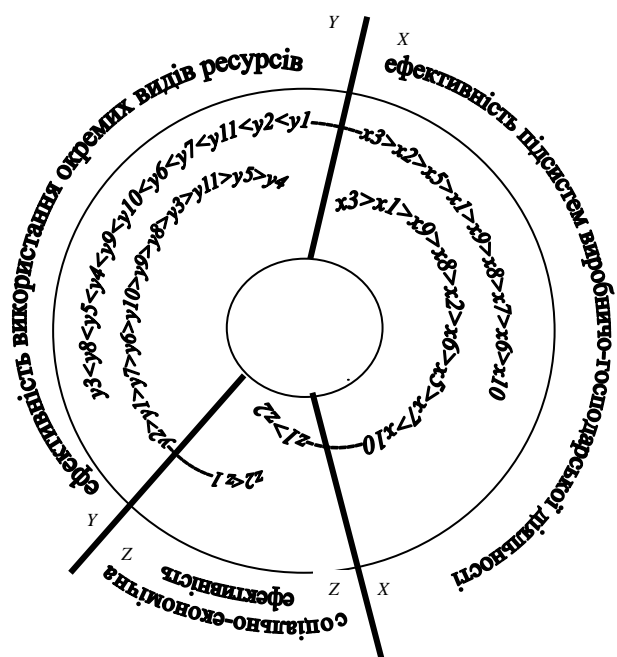 Y
X
ефективність використання окремих видів ресурсів
ефективність підсистем виробничо-господарської діяльності
y3<y8<y5<y4<y9<y10<y6<y7<y11<y2<y1
x3>x2>x5>x1>x9>x8>x7>x6>x10
y2>y1>y7>y6>y10>y9>y8>y3>y11>y5>y4
x3>x1>x9>x8>x2>x6>x5>x7>x10
z1>z2
z2<z1
Y
Z
Z
X
соціально-економічна
ефективність